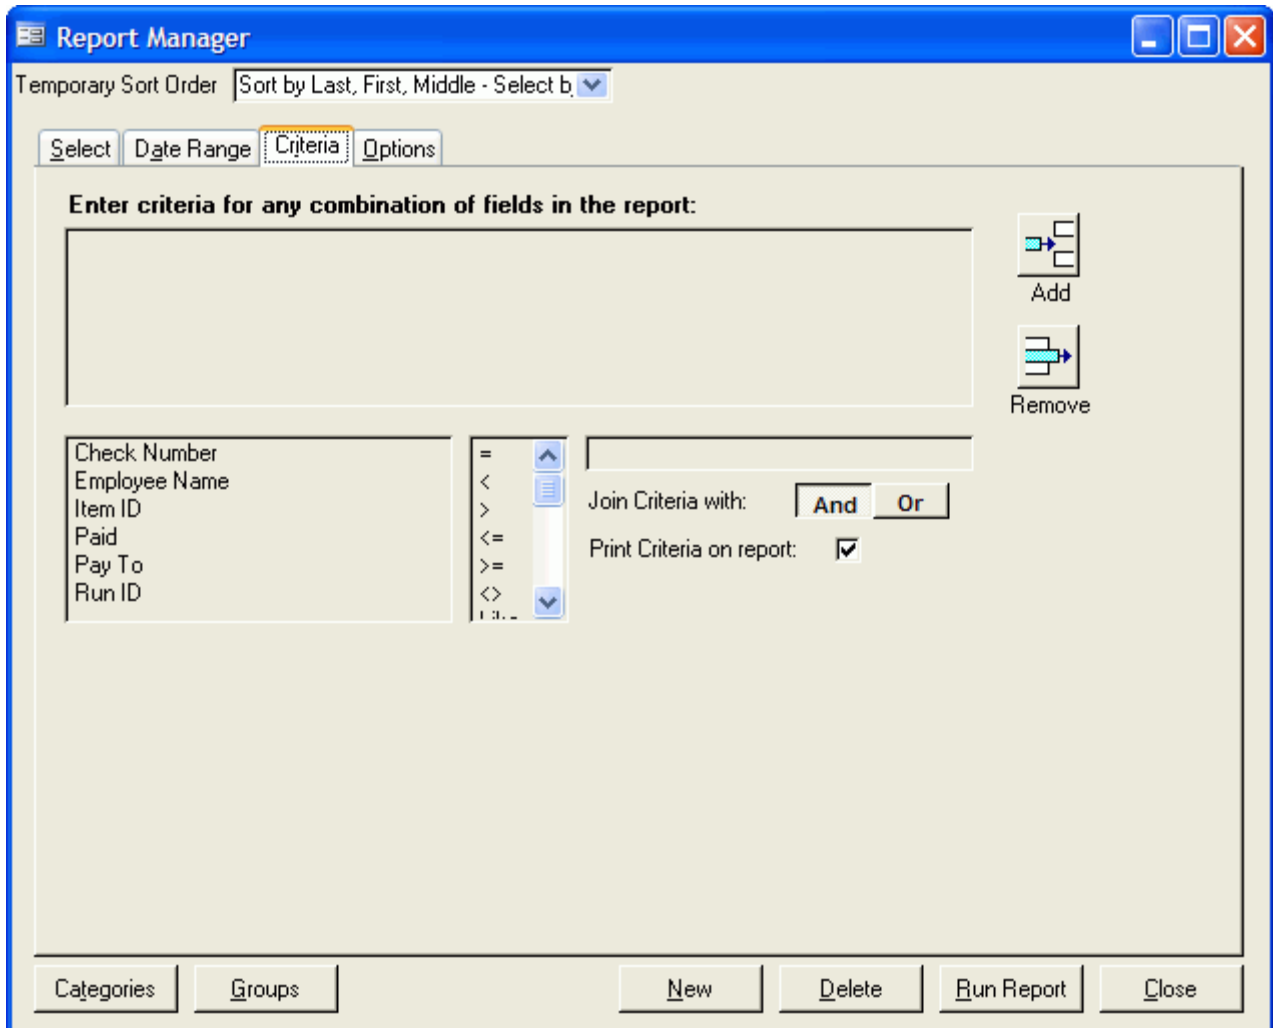 Report Manager
Temporary Sort Order Sort by Last, First, Middle - Select b
Select Date Range Criteria Options
Enter criteria for any combination of fields in the report:
Add
Remove
Check Number
Employee Name
Item ID
Paid
Pay To
Run ID
=
<
>
<=
>=
<>
Join Criteria with: And Or
Print Criteria on report:
Categories Groups New Delete Run Report Close